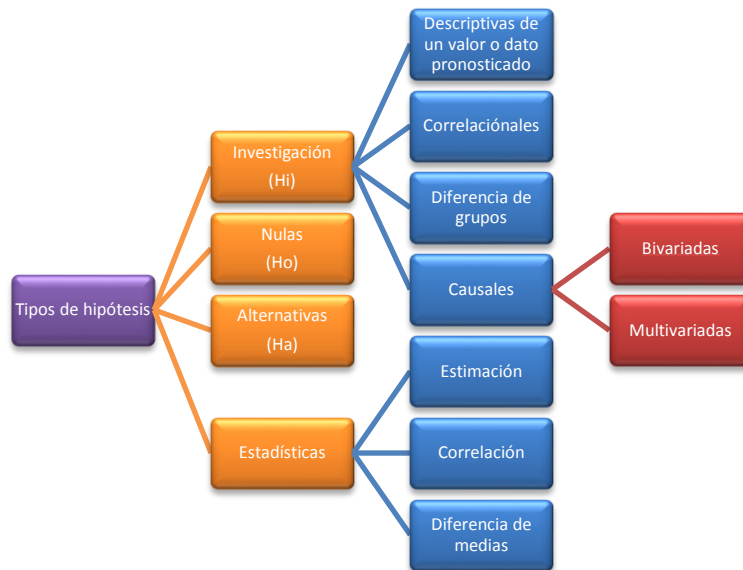 Tipos de hipótesis
Investigación
(Hi)
Nulas
(Ho)
Alternativas
(Ha)
Estadísticas
Descriptivas de
un valor o dato
pronosticado
Correlaciónales
Diferencia de
grupos
Causales
Estimación
Correlación
Diferencia de
medias
Bivariadas
Multivariadas